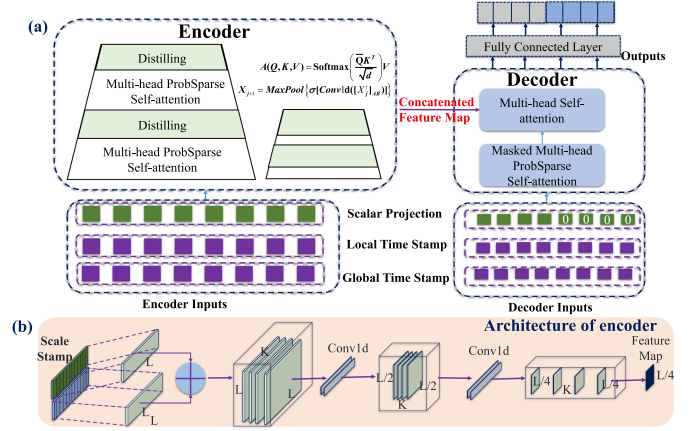 (a)
Encoder
Distilling
Multi-head ProbSparse
Self-attention
Distilling
Multi-head ProbSparse
Self-attention
A(Q,K,V)=Softmax(Q̅K^T/√d)V
X_{j+1}=MaxPool{σ[Conv1d([X_j^t]_{AB})]}
Concatenated
Feature Map
Fully Connected Layer
Outputs
Decoder
Multi-head Self-
attention
Masked Multi-head
ProbSparse
Self-attention
Scalar Projection
0 0 0 0
Local Time Stamp
Global Time Stamp
Encoder Inputs
Decoder Inputs
(b)
Architecture of encoder
Scale
Stamp
L
L
L
K
L
L
Conv1d
L/2
L/2
K
Conv1d
L/4
K
L/4
Feature
Map
L/4